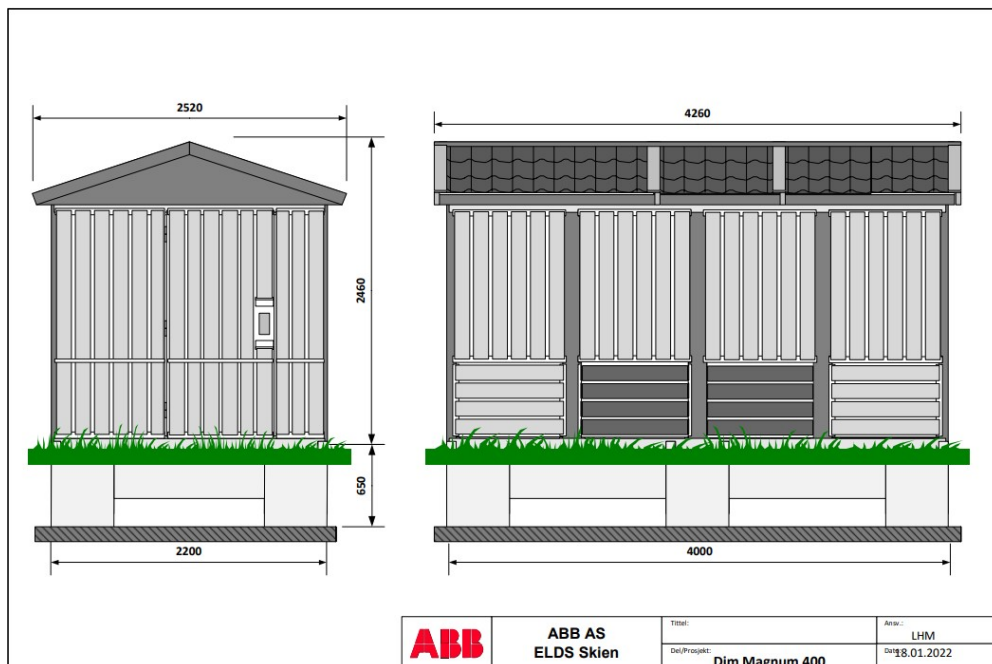 2520
4260
2460
650
2200
4000
ABB
ABB AS
ELDS Skien
Tittel:
Del/Prosjekt:
Dim Magnum 400
Ansv.:
LHM
Dato:
18.01.2022